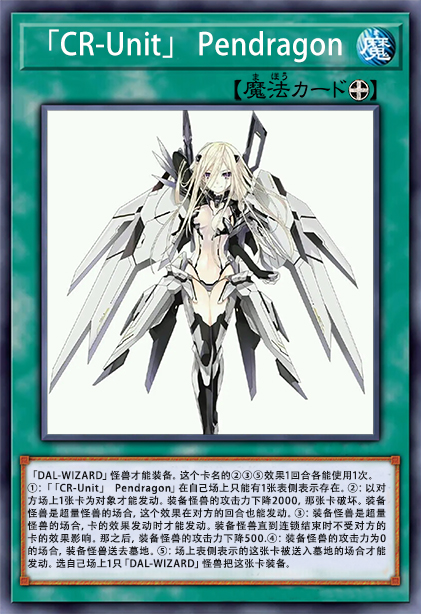 「CR-Unit」 Pendragon 魔
ま ほう
【魔法カード】
「DAL-WIZARD」怪兽才能装备。这个卡名的②③⑤效果1回合各能使用1次。
①:「「CR-Unit」 Pendragon」在自己场上只能有1张表側表示存在。②: 以对
方场上1张卡为对象才能发动。装备怪兽的攻击力下降2000, 那张卡破坏。装备
怪兽是超量怪兽的场合, 这个效果在对方的回合也能发动。③: 装备怪兽是超量
怪兽的场合, 卡的效果发动时才能发动。装备怪兽直到连锁结束时不受对方的
卡的效果影响。那之后, 装备怪兽的攻击力下降500.④: 装备怪兽的攻击力为0
的场合, 装备怪兽送去墓地、⑤: 场上表側表示的这张卡被送入墓地的场合才能
发动。选自己场上1只「DAL-WIZARD」怪兽把这张卡装备。